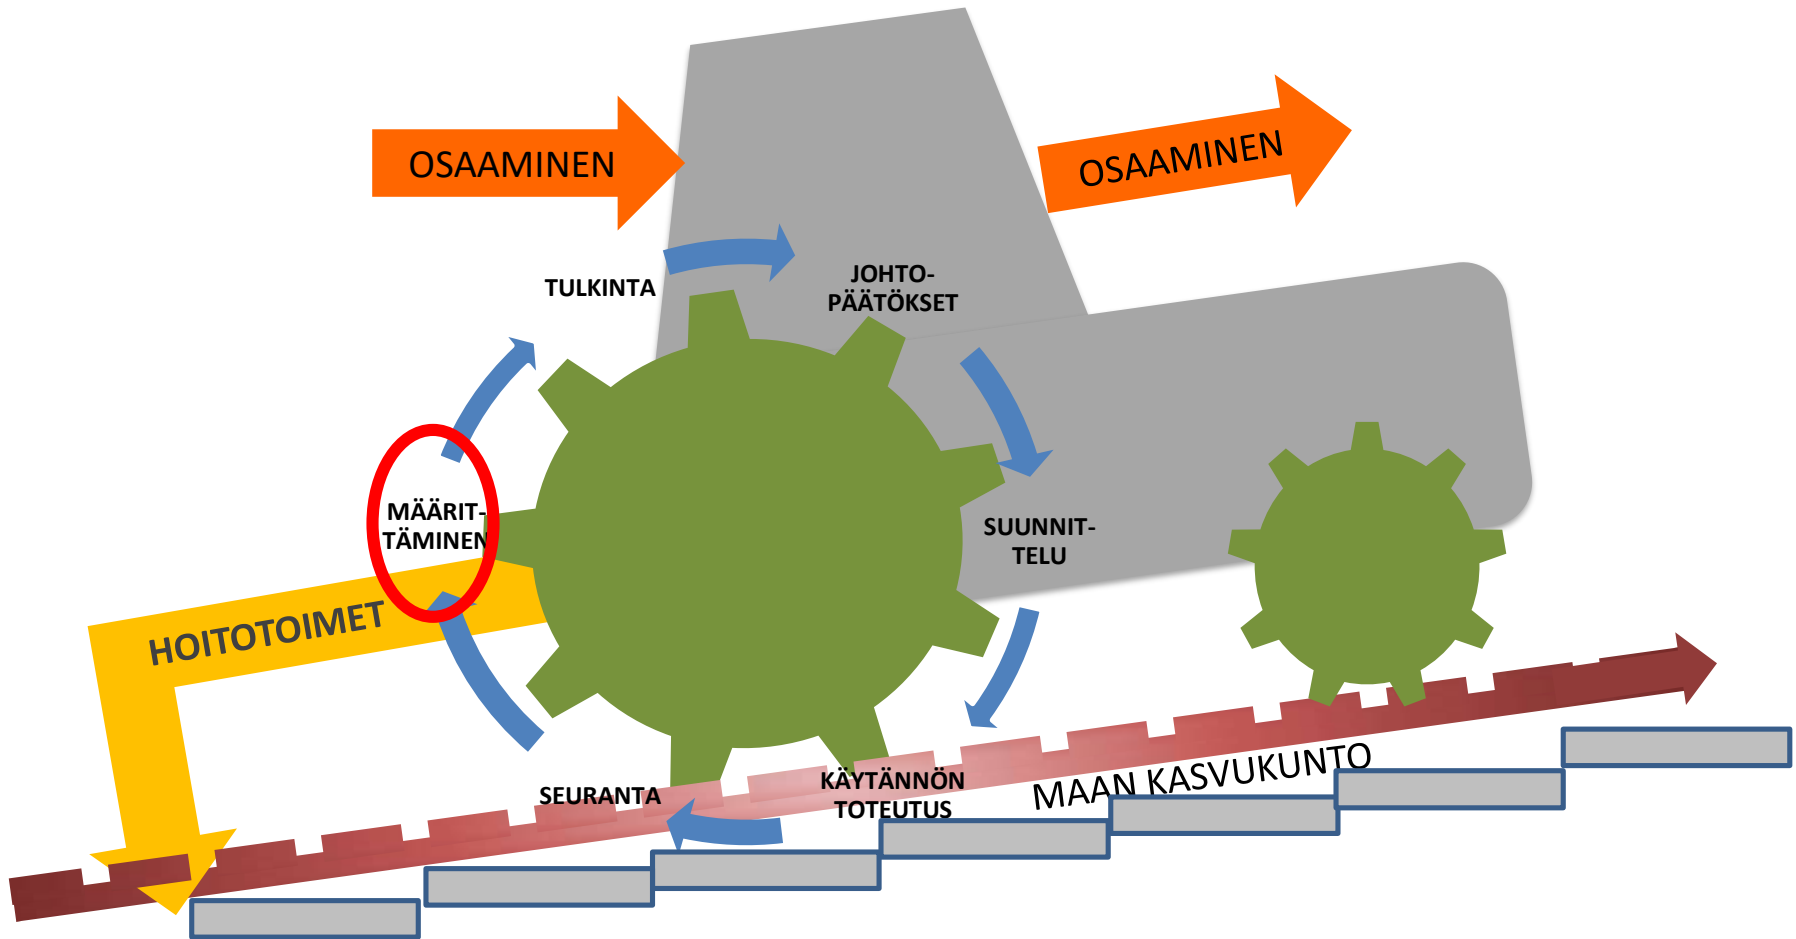 OSAAMINEN
OSAAMINEN
TULKINTA
JOHTO-
PÄÄTÖKSET
MÄÄRIT-
TÄMINEN
SUUNNIT-
TELU
HOITOTOIMET
SEURANTA
KÄYTÄNNÖN
TOTEUTUS
MAAN KASVUKUNTO